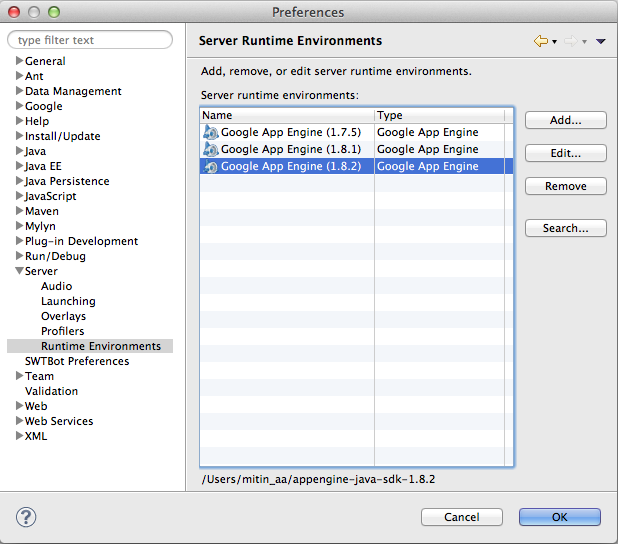 Preferences
type filter text
General
Ant
Data Management
Google
Help
Install/Update
Java
Java EE
Java Persistence
JavaScript
Maven
Mylyn
Plug-in Development
Run/Debug
Server
Audio
Launching
Overlays
Profilers
Runtime Environments
SWTBot Preferences
Team
Validation
Web
Web Services
XML
Server Runtime Environments
Add, remove, or edit server runtime environments.
Server runtime environments:
Name Type
Google App Engine (1.7.5) Google App Engine
Google App Engine (1.8.1) Google App Engine
Google App Engine (1.8.2) Google App Engine
/Users/mitin_aa/appengine-java-sdk-1.8.2
Add...
Edit...
Remove
Search...
?
Cancel
OK